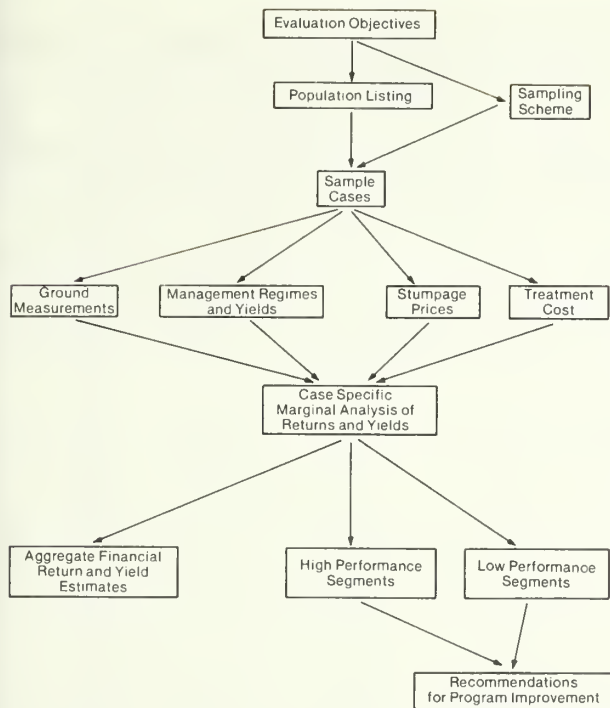 Evaluation Objectives
Population Listing
Sampling
Scheme
Sample
Cases
Ground
Measurements
Management Regimes
and Yields
Stumpage
Prices
Treatment
Cost
Case Specific
Marginal Analysis of
Returns and Yields
Aggregate Financial
Return and Yield
Estimates
High Performance
Segments
Low Performance
Segments
Recommendations
for Program Improvement